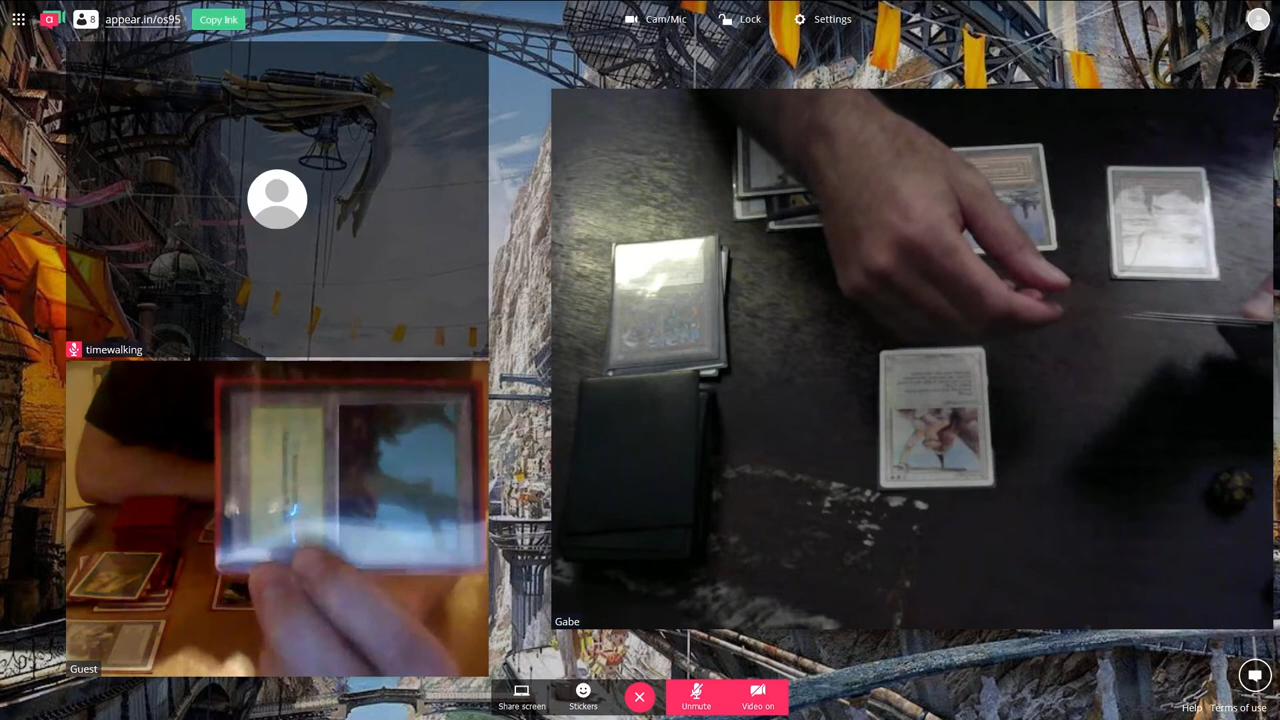 8
appear.in/os95
Copy link
Cam/Mic
Lock
Settings
timewalking
Gabe
Guest
Share screen
Stickers
Unmute
Video on
Help
Terms of use